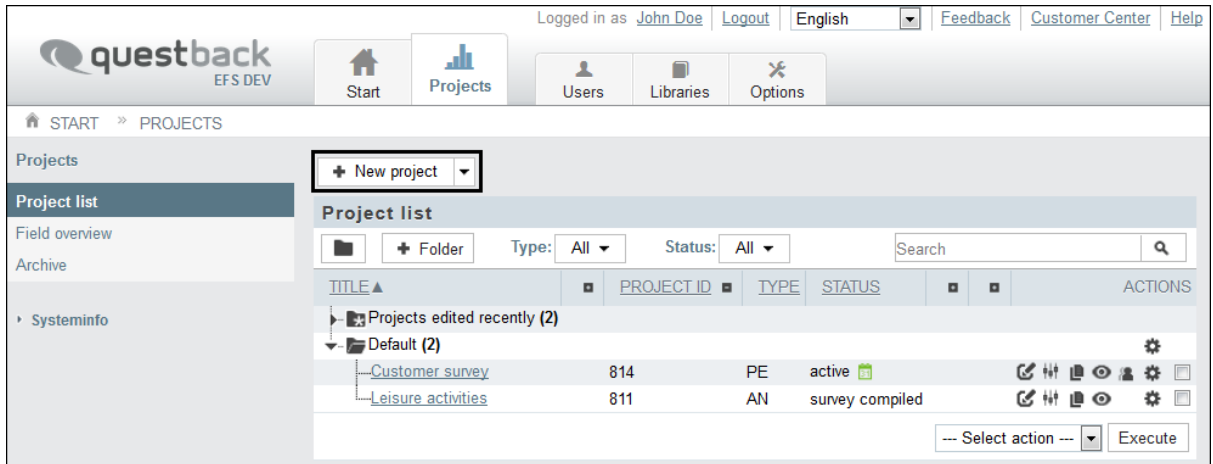 Logged in as John Doe Logout English Feedback Customer Center Help
questback
EFS DEV
Start Projects Users Libraries Options
START » PROJECTS
Projects
Project list
Field overview
Archive
Systeminfo
New project
Project list
Folder Type: All Status: All Search
TITLE PROJECT ID TYPE STATUS ACTIONS
Projects edited recently (2)
Default (2)
Customer survey 814 PE active
Leisure activities 811 AN survey compiled
--- Select action --- Execute